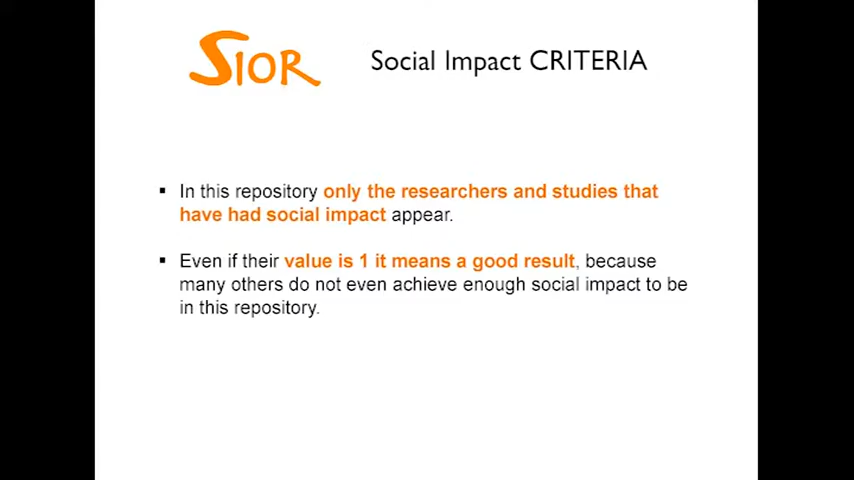 SIOR
Social Impact CRITERIA
▪ In this repository only the researchers and studies that
have had social impact appear.
▪ Even if their value is 1 it means a good result, because
many others do not even achieve enough social impact to be
in this repository.